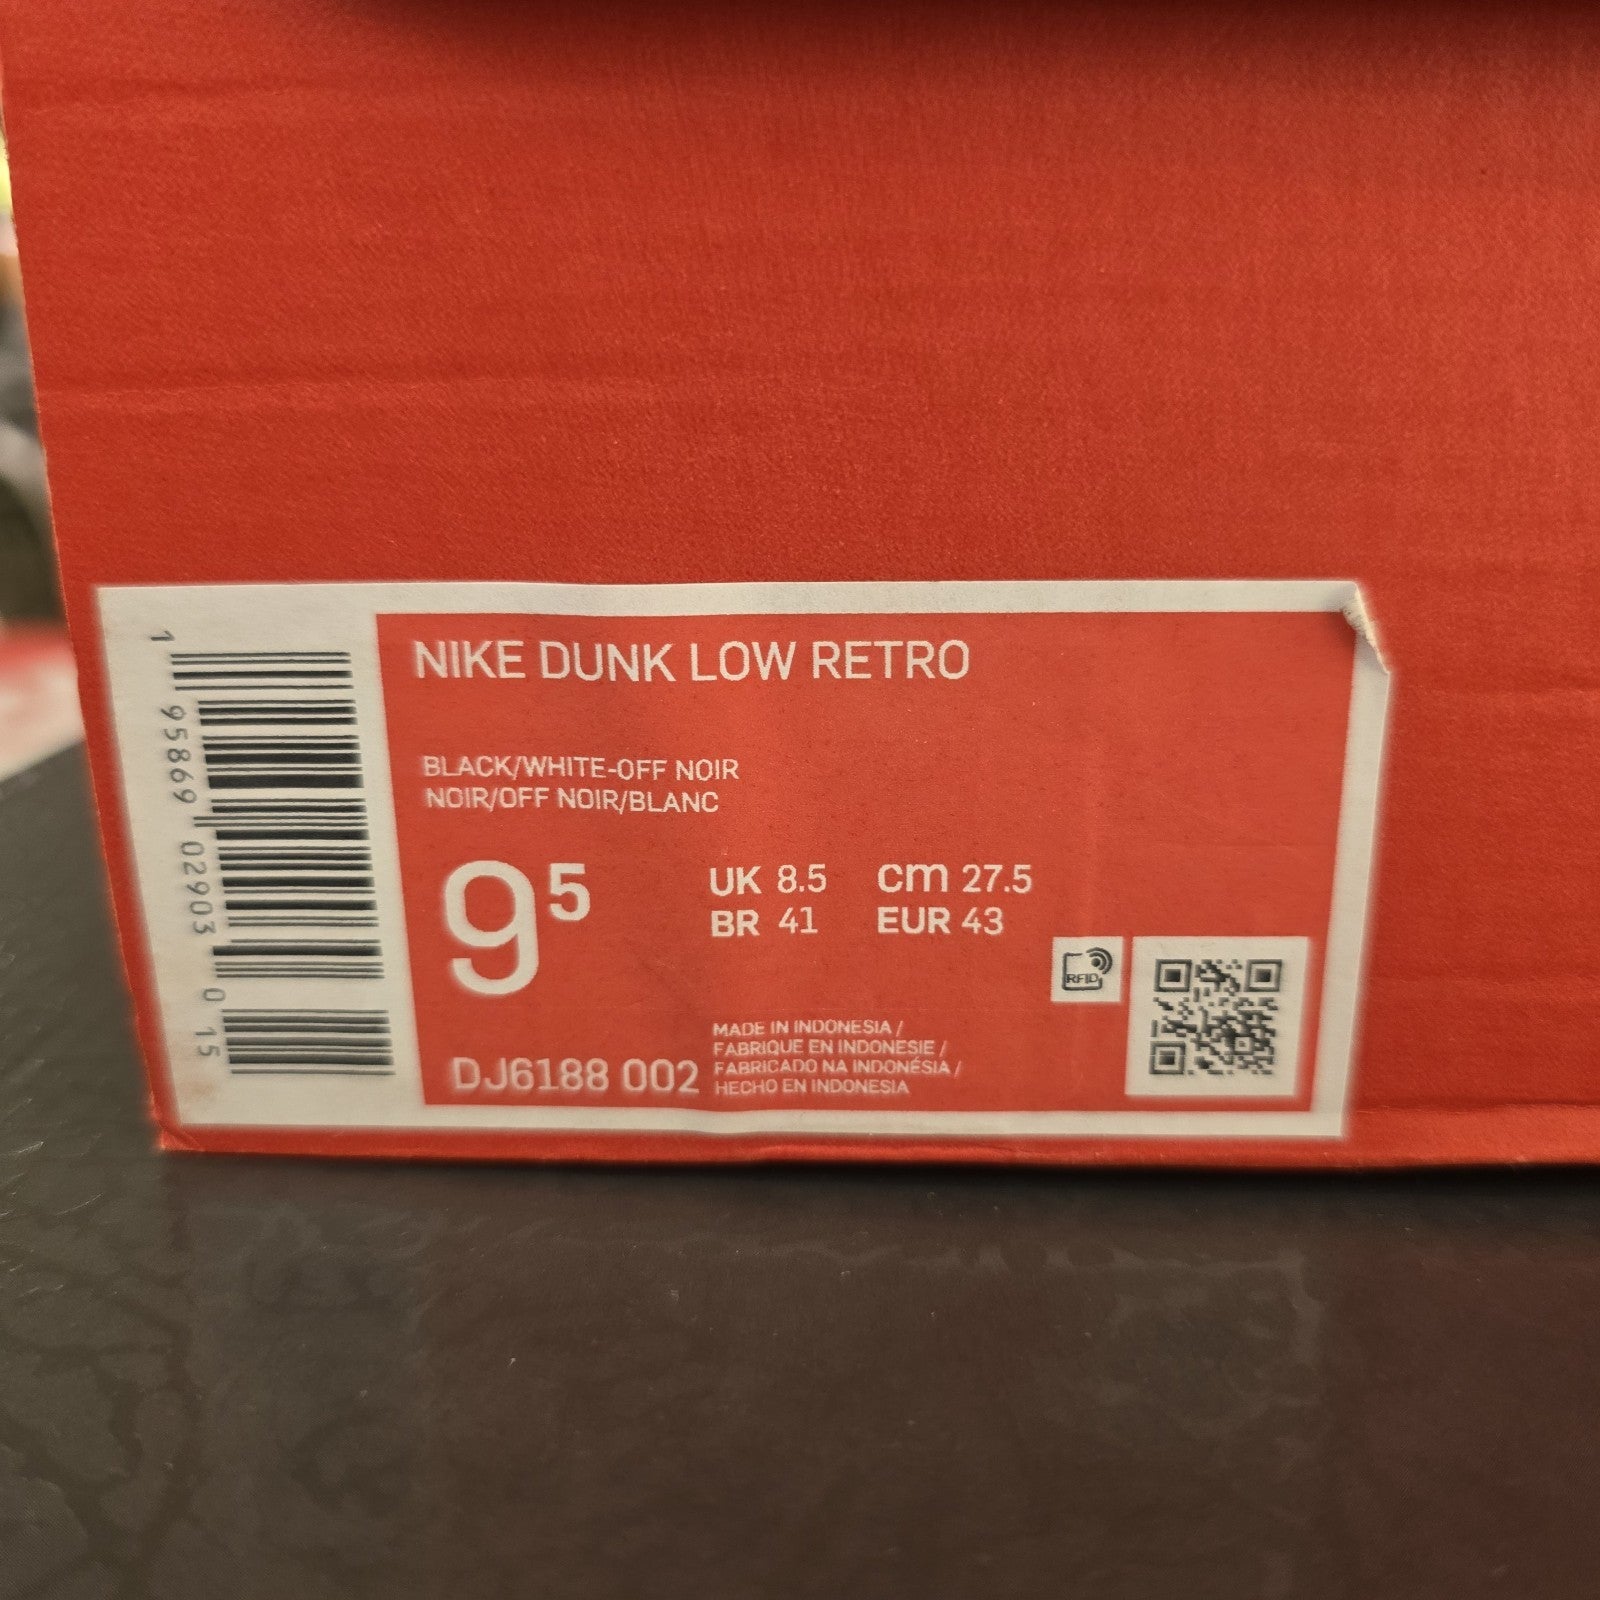 NIKE DUNK LOW RETRO
BLACK/WHITE-OFF NOIR
NOIR/OFF NOIR/BLANC
9⁵
UK 8.5 CM 27.5
BR 41 EUR 43
RFID
DJ6188 002
MADE IN INDONESIA /
FABRIQUE EN INDONESIE /
FABRICADO NA INDONÉSIA /
HECHO EN INDONESIA
1 95869 02903 0 15